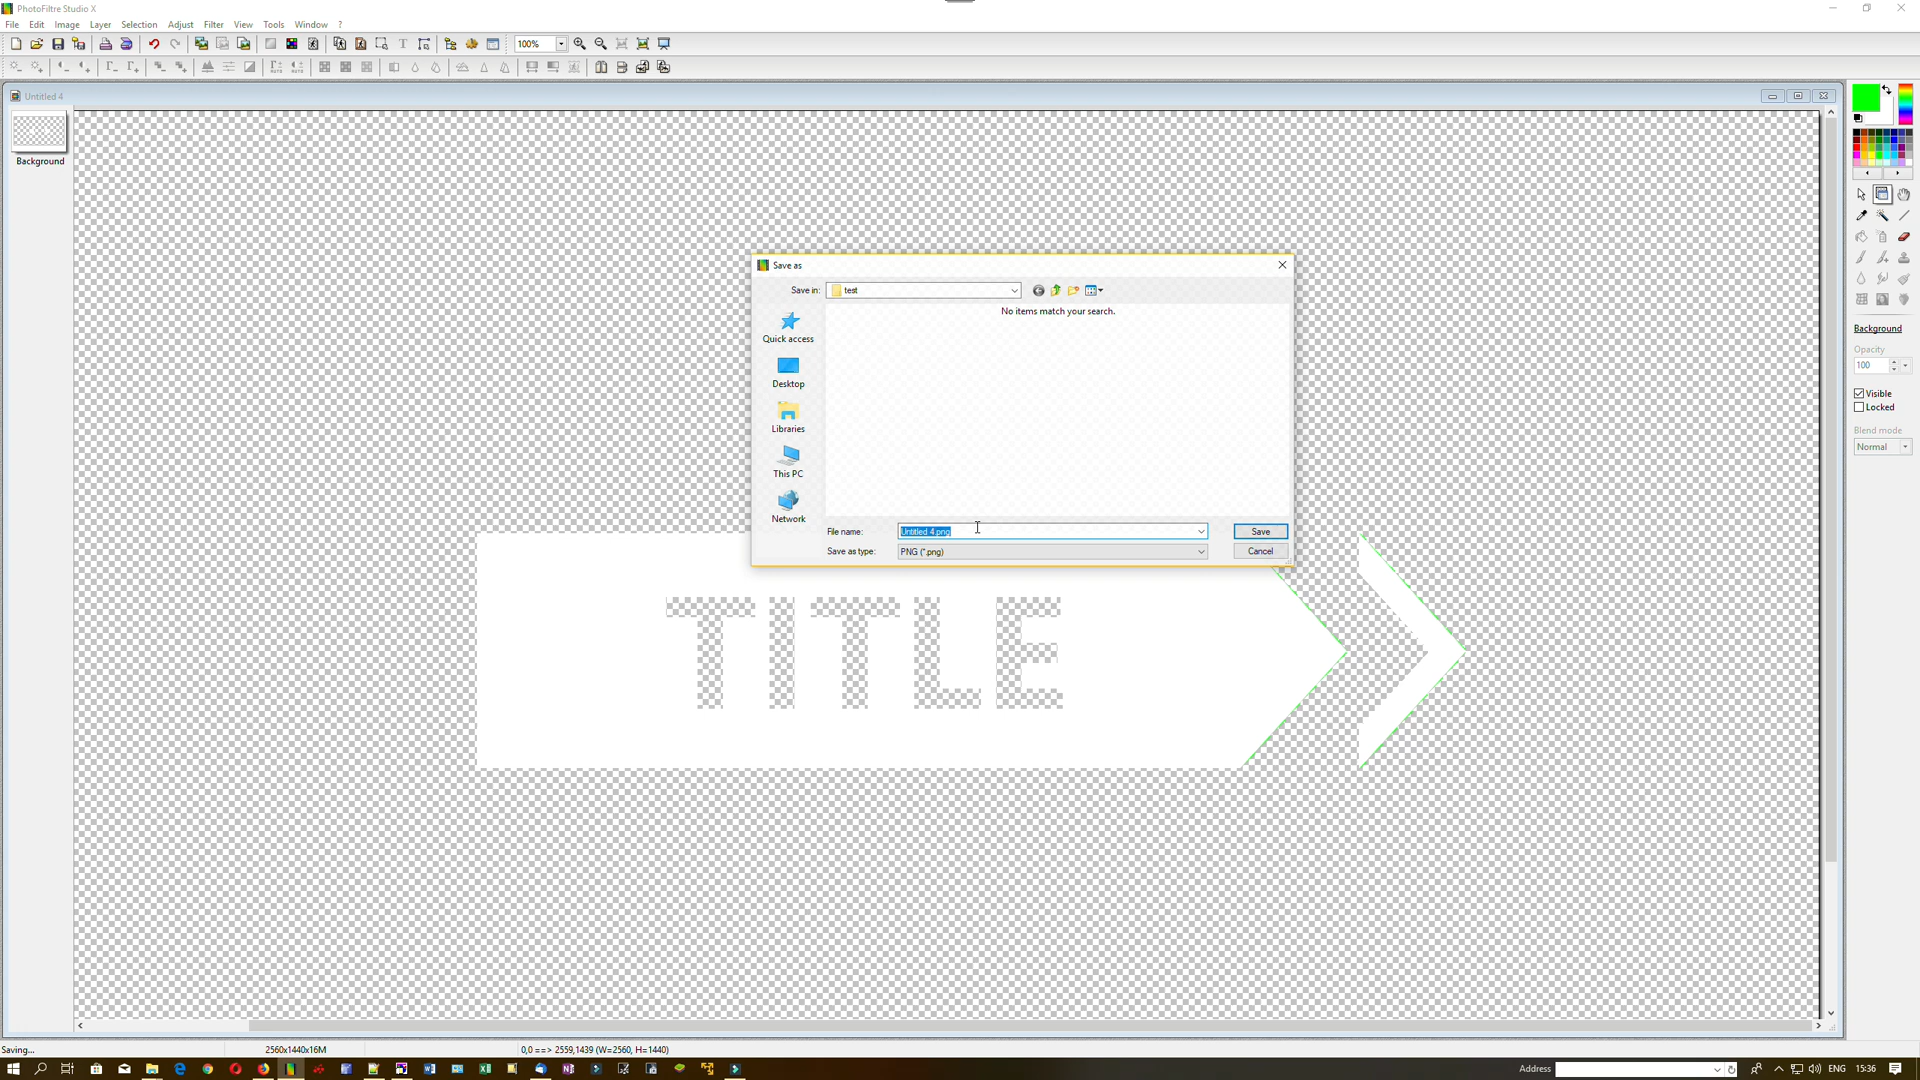 PhotoFiltre Studio X
File Edit Image Layer Selection Adjust Filter View Tools Window ?
100%
Untitled 4
Background
Save as
Save in: test
No items match your search.
Quick access
Desktop
Libraries
This PC
Network
File name: Untitled 4.png Save
Save as type: PNG (*.png) Cancel
TITLE
Background
Opacity
100
Visible
Locked
Blend mode
Normal
Saving... 2560x1440x16M 0,0 ==> 2559,1439 (W=2560, H=1440)
Address ENG 15:36